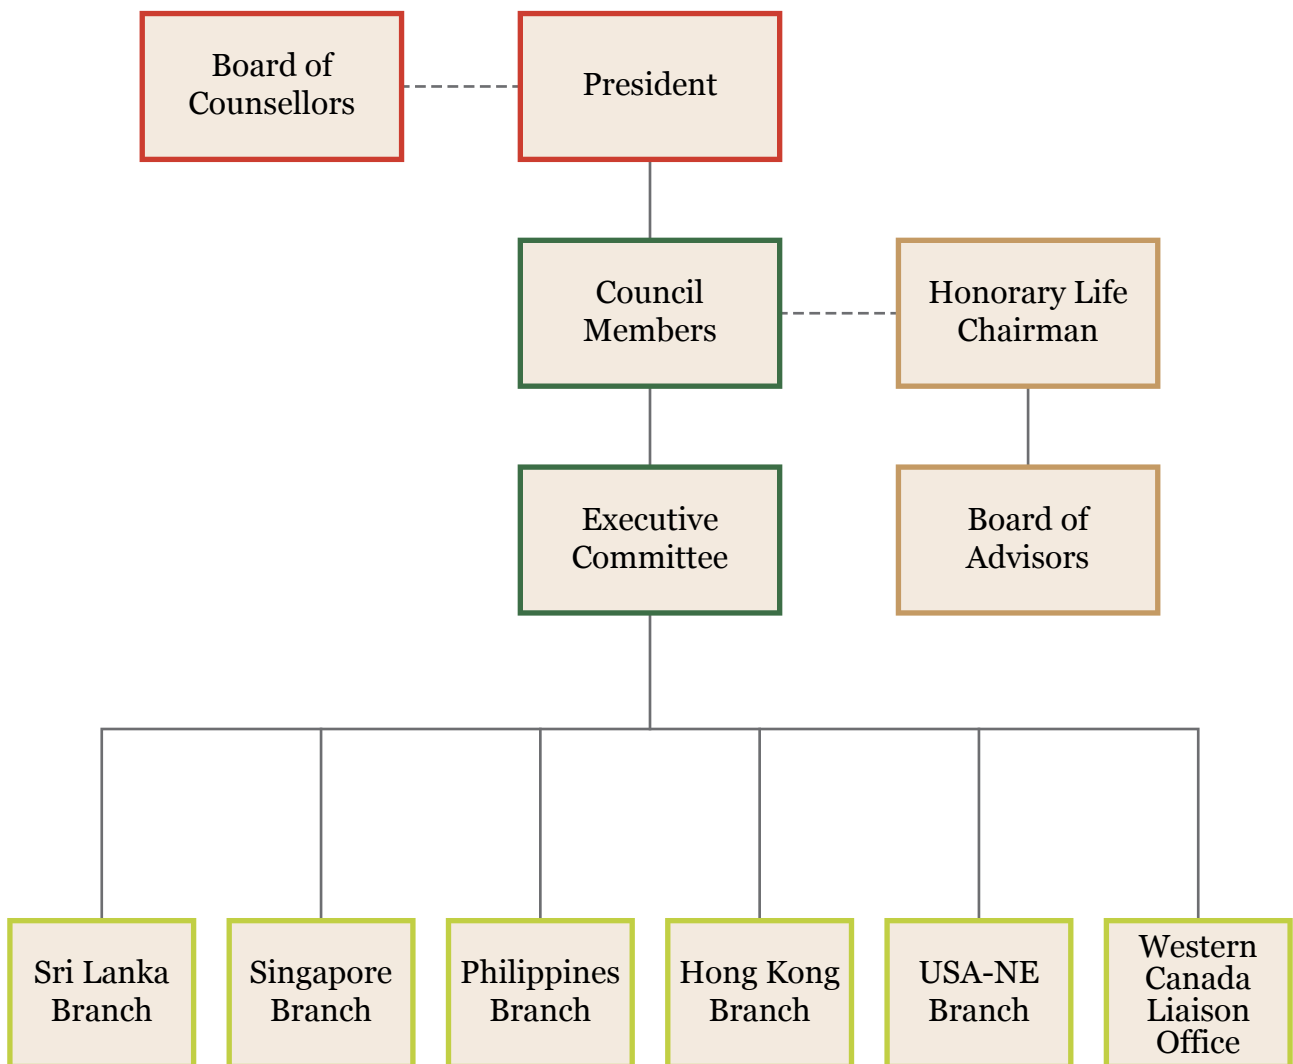 Board of
Counsellors
President
Council
Members
Honorary Life
Chairman
Executive
Committee
Board of
Advisors
Sri Lanka
Branch
Singapore
Branch
Philippines
Branch
Hong Kong
Branch
USA-NE
Branch
Western
Canada
Liaison
Office